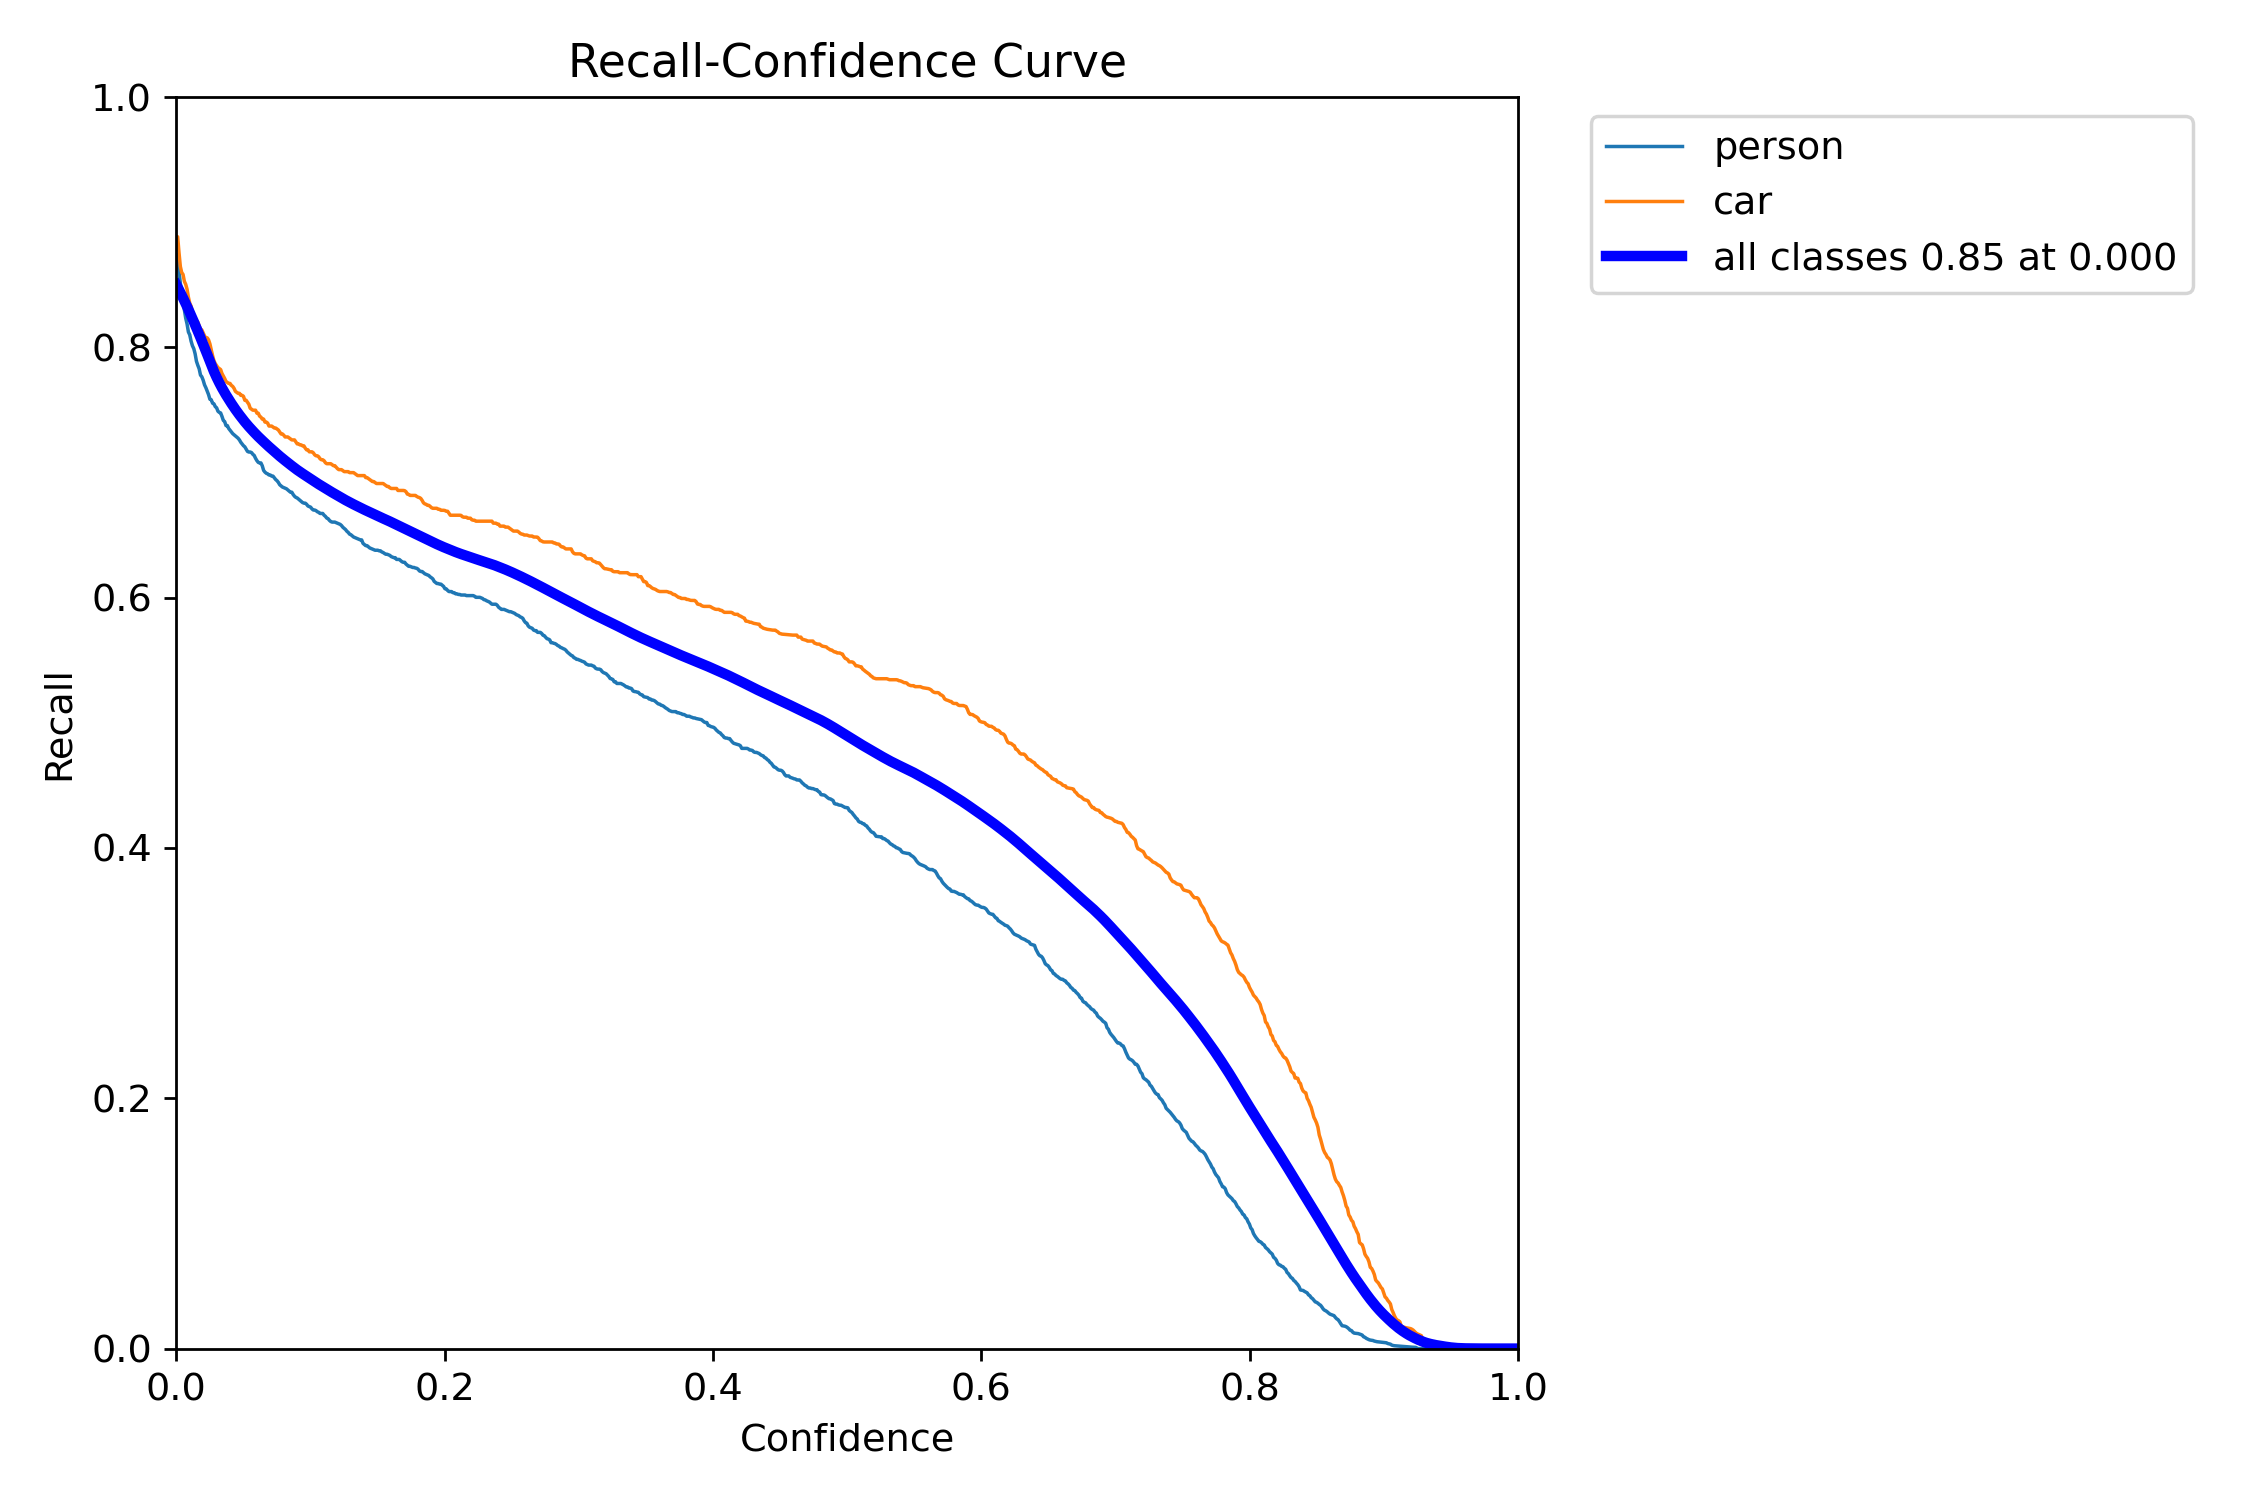 Recall-Confidence Curve
1.0
0.8
0.6
0.4
0.2
0.0
Recall
0.0 0.2 0.4 0.6 0.8 1.0
Confidence
person
car
all classes 0.85 at 0.000